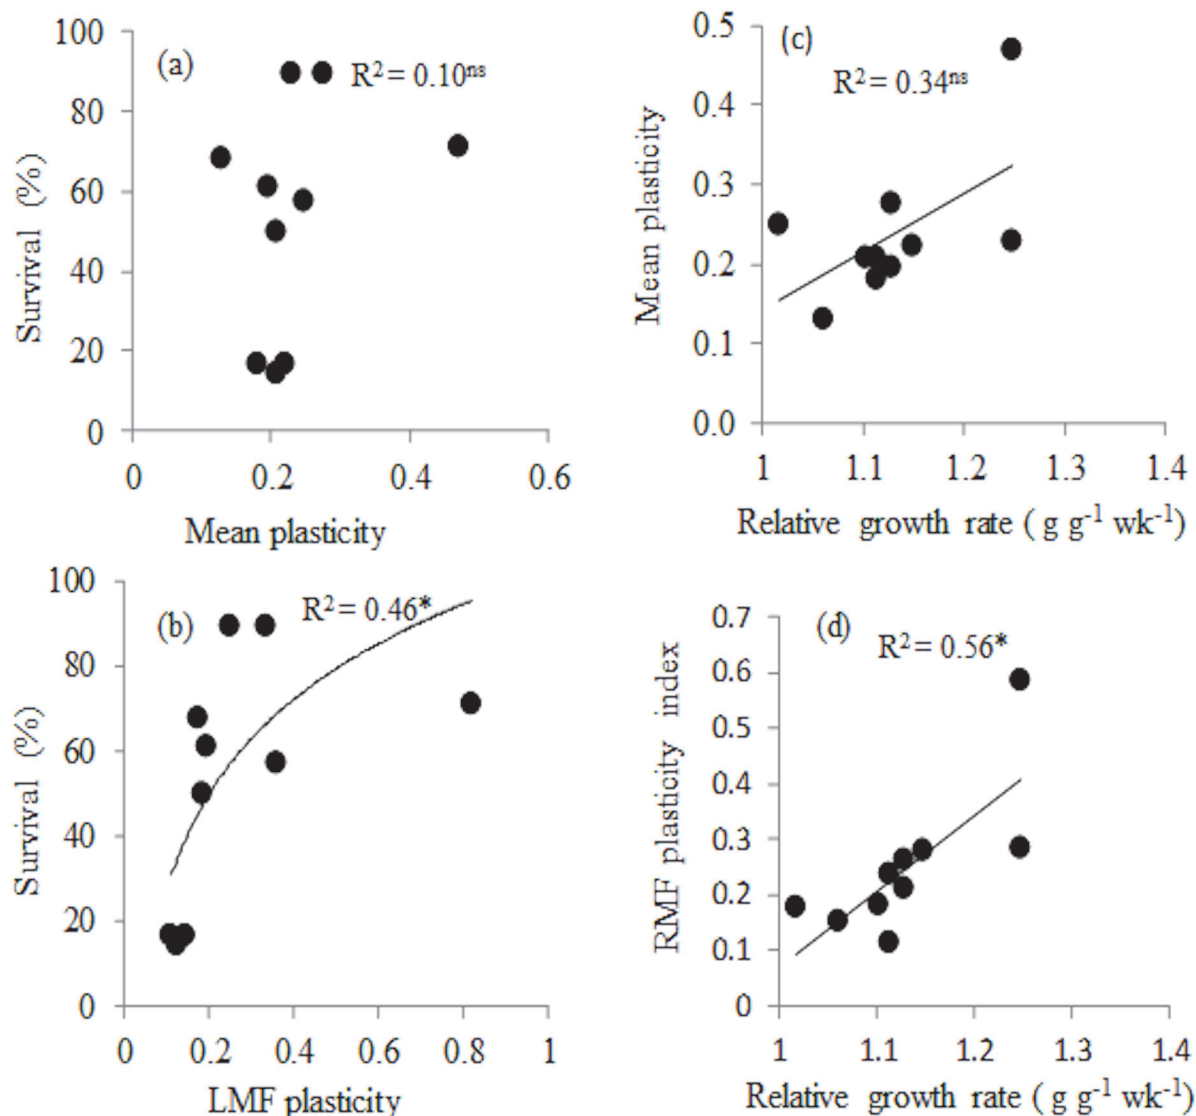 (a)
R² = 0.10ⁿˢ
100
80
60
40
20
0
Survival (%)
0
0.2
0.4
0.6
Mean plasticity
(c)
R² = 0.34ⁿˢ
0.5
0.4
0.3
0.2
0.1
0.0
Mean plasticity
1
1.1
1.2
1.3
1.4
Relative growth rate ( g g⁻¹ wk⁻¹)
(b)
R² = 0.46*
100
80
60
40
20
0
Survival (%)
0
0.2
0.4
0.6
0.8
1
LMF plasticity
(d)
R² = 0.56*
0.7
0.6
0.5
0.4
0.3
0.2
0.1
0
RMF plasticity index
1
1.1
1.2
1.3
1.4
Relative growth rate ( g g⁻¹ wk⁻¹)